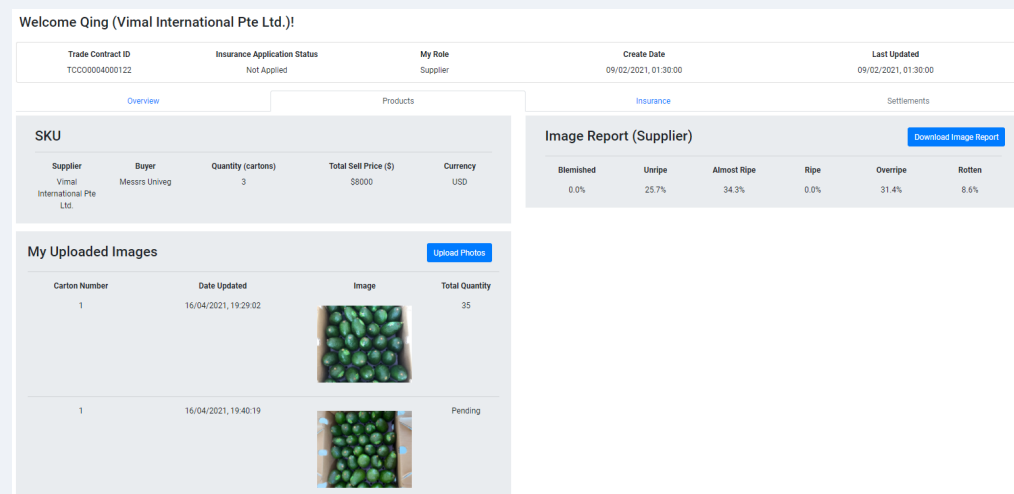 Welcome Qing (Vimal International Pte Ltd.)!
Trade Contract ID Insurance Application Status My Role Create Date Last Updated
TCCO0004000122 Not Applied Supplier 09/02/2021, 01:30:00 09/02/2021, 01:30:00
Overview Products Insurance Settlements
SKU
Supplier Buyer Quantity (cartons) Total Sell Price ($) Currency
Vimal Messrs Univeg 3 $8000 USD
International Pte
Ltd.
Image Report (Supplier) Download Image Report
Blemished Unripe Almost Ripe Ripe Overripe Rotten
0.0% 25.7% 34.3% 0.0% 31.4% 8.6%
My Uploaded Images Upload Photos
Carton Number Date Updated Image Total Quantity
1 16/04/2021, 19:29:02 35
1 16/04/2021, 19:40:19 Pending